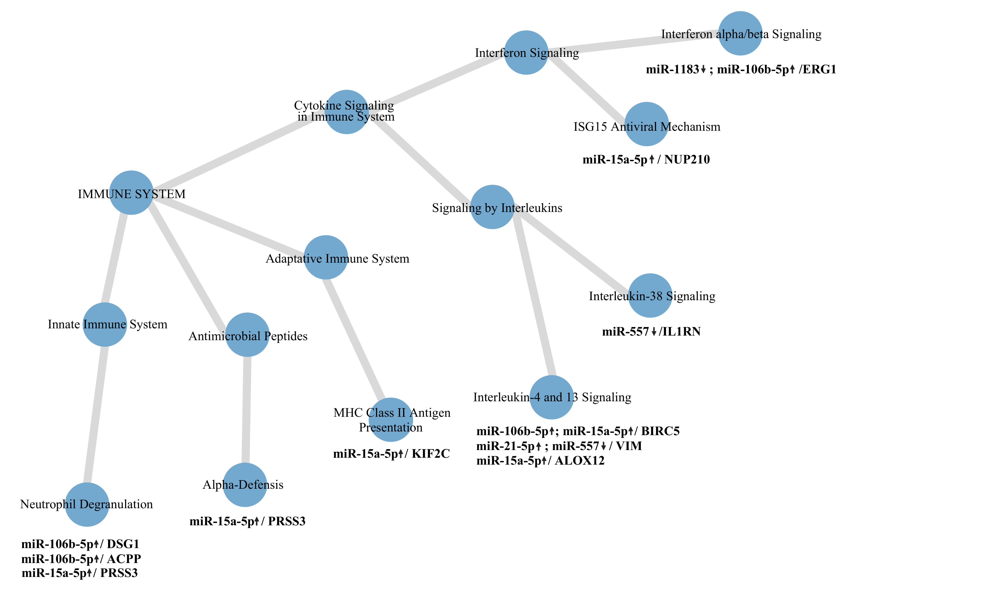 Interferon alpha/beta Signaling
Interferon Signaling
miR-1183↓ ; miR-106b-5p↑ /ERG1
Cytokine Signaling
in Immune System
ISG15 Antiviral Mechanism
miR-15a-5p↑ / NUP210
IMMUNE SYSTEM
Signaling by Interleukins
Adaptative Immune System
Interleukin-38 Signaling
miR-557↓/IL1RN
Innate Immune System
Antimicrobial Peptides
Interleukin-4 and 13 Signaling
miR-106b-5p↑; miR-15a-5p↑/ BIRC5
miR-21-5p↑ ; miR-557↓ / VIM
miR-15a-5p↑/ ALOX12
MHC Class II Antigen
Presentation
miR-15a-5p↑/ KIF2C
Alpha-Defensis
miR-15a-5p↑/ PRSS3
Neutrophil Degranulation
miR-106b-5p↑/ DSG1
miR-106b-5p↑/ ACPP
miR-15a-5p↑/ PRSS3